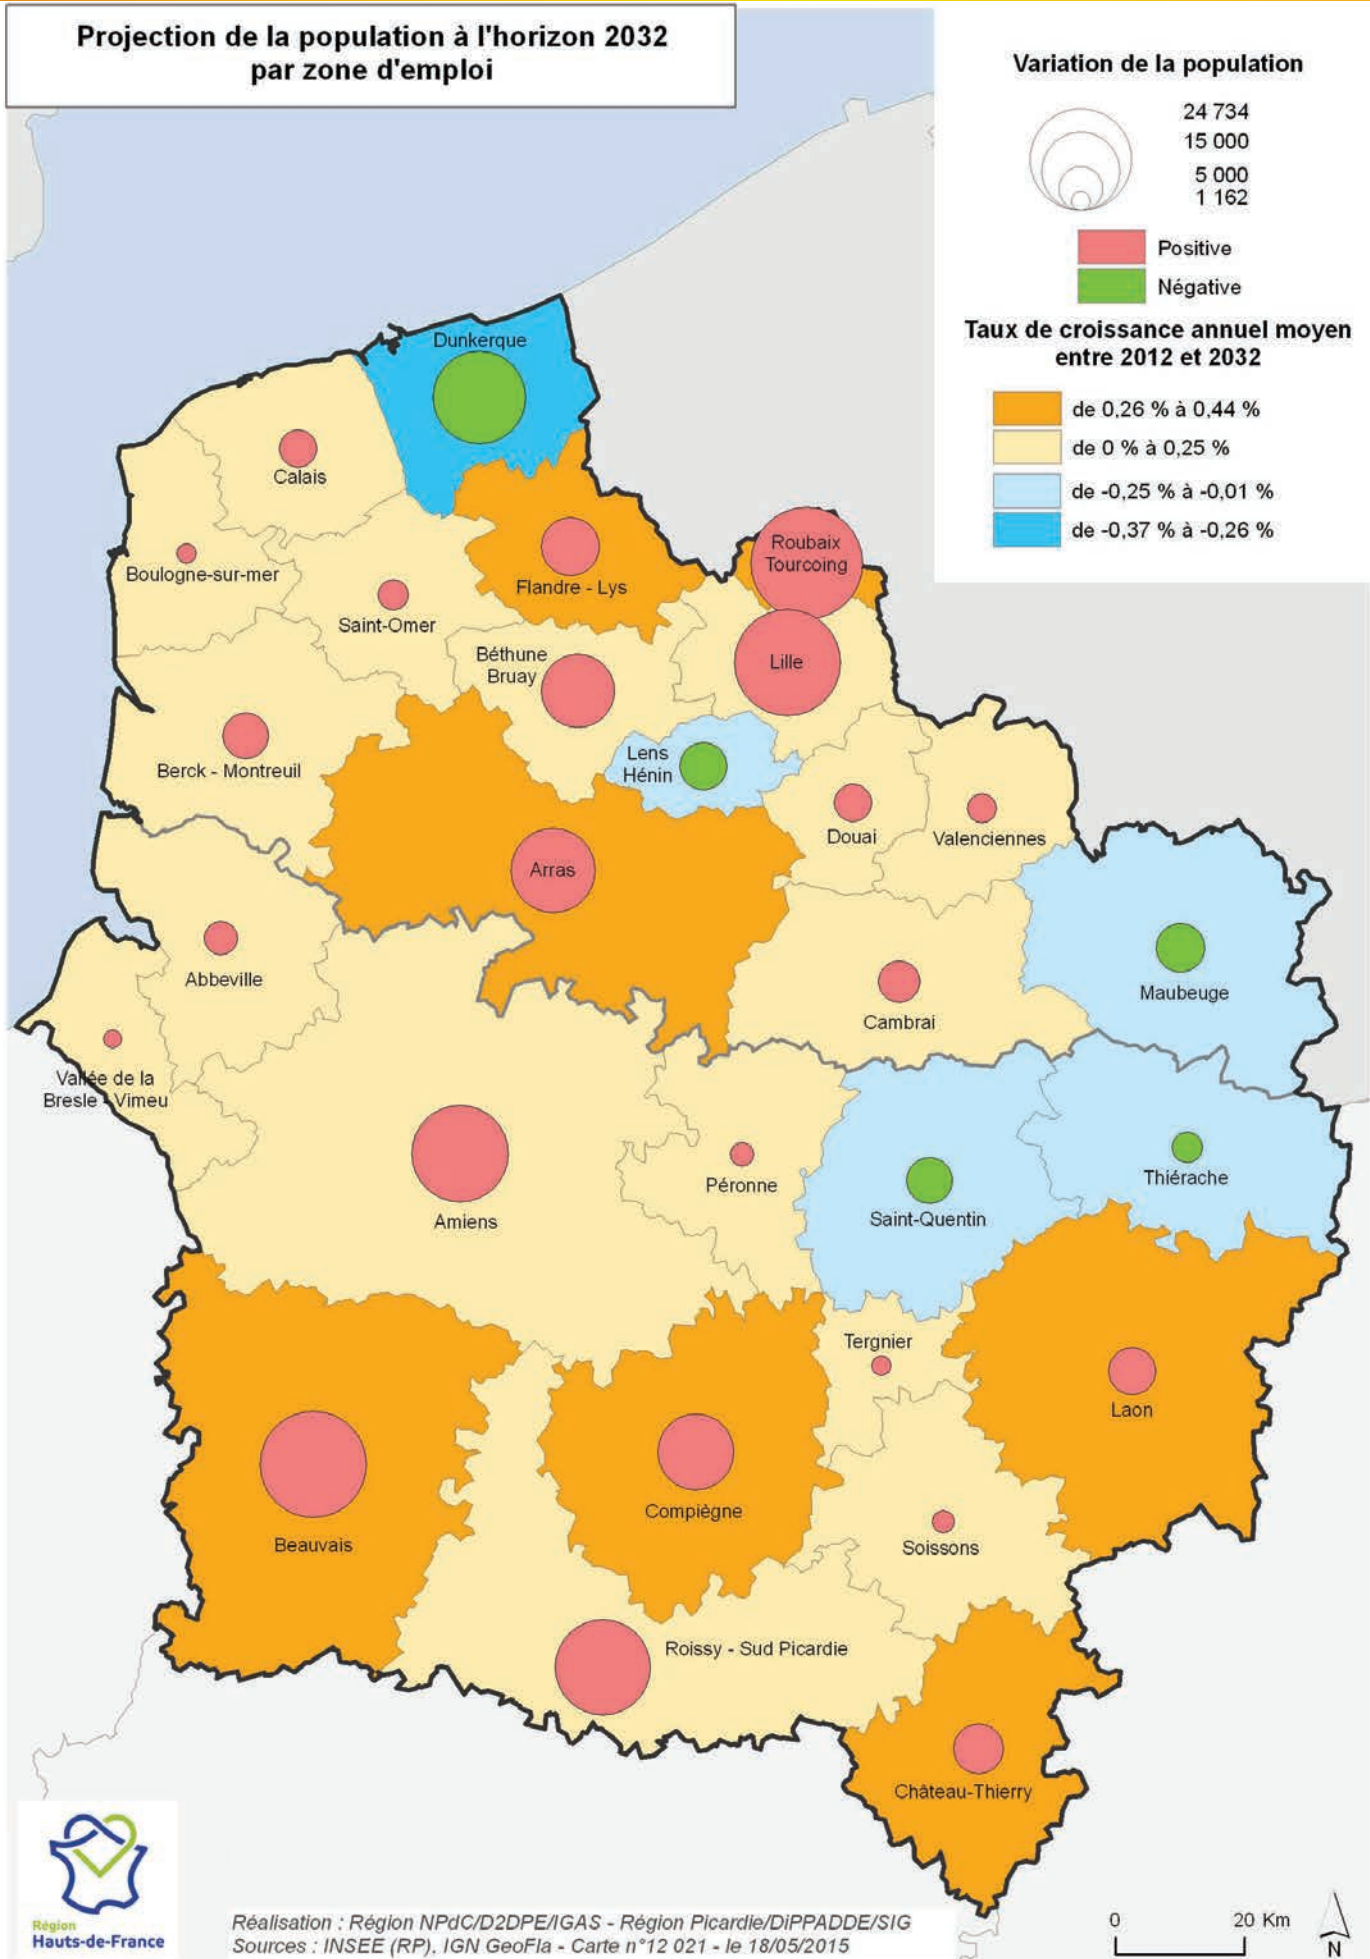 Projection de la population à l'horizon 2032
par zone d'emploi
Variation de la population
24 734
15 000
5 000
1 162
Positive
Négative
Taux de croissance annuel moyen
entre 2012 et 2032
de 0,26 % à 0,44 %
de 0 % à 0,25 %
de -0,25 % à -0,01 %
de -0,37 % à -0,26 %
Dunkerque
Calais
Boulogne-sur-mer
Saint-Omer
Flandre - Lys
Roubaix
Tourcoing
Lille
Béthune
Bruay
Berck - Montreuil
Lens
Hénin
Douai
Valenciennes
Arras
Abbeville
Cambrai
Maubeuge
Vallée de la
Bresle - Vimeu
Amiens
Péronne
Saint-Quentin
Thiérache
Tergnier
Laon
Beauvais
Compiègne
Soissons
Roissy - Sud Picardie
Château-Thierry
Région
Hauts-de-France
Réalisation : Région NPdC/D2DPE/IGAS - Région Picardie/DiPPADDE/SIG
Sources : INSEE (RP), IGN GeoFla - Carte n°12 021 - le 18/05/2015
0 20 Km
N